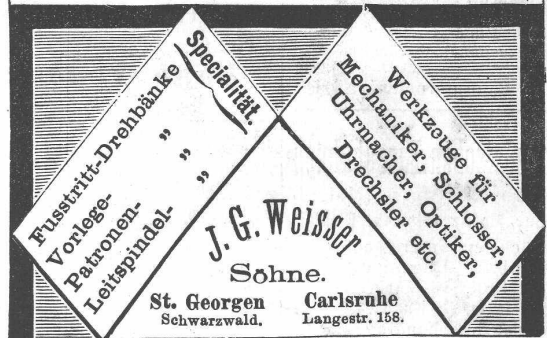 Specialität.
Fusstritt-Drehbänke
Vorlege- „
Patronen- „
Leitspindel- „
Werkzeuge für
Mechaniker, Schlosser,
Uhrmacher, Optiker,
Drechsler etc.
J. G. Weisser
Söhne.
St. Georgen Carlsruhe
Schwarzwald. Langestr. 158.